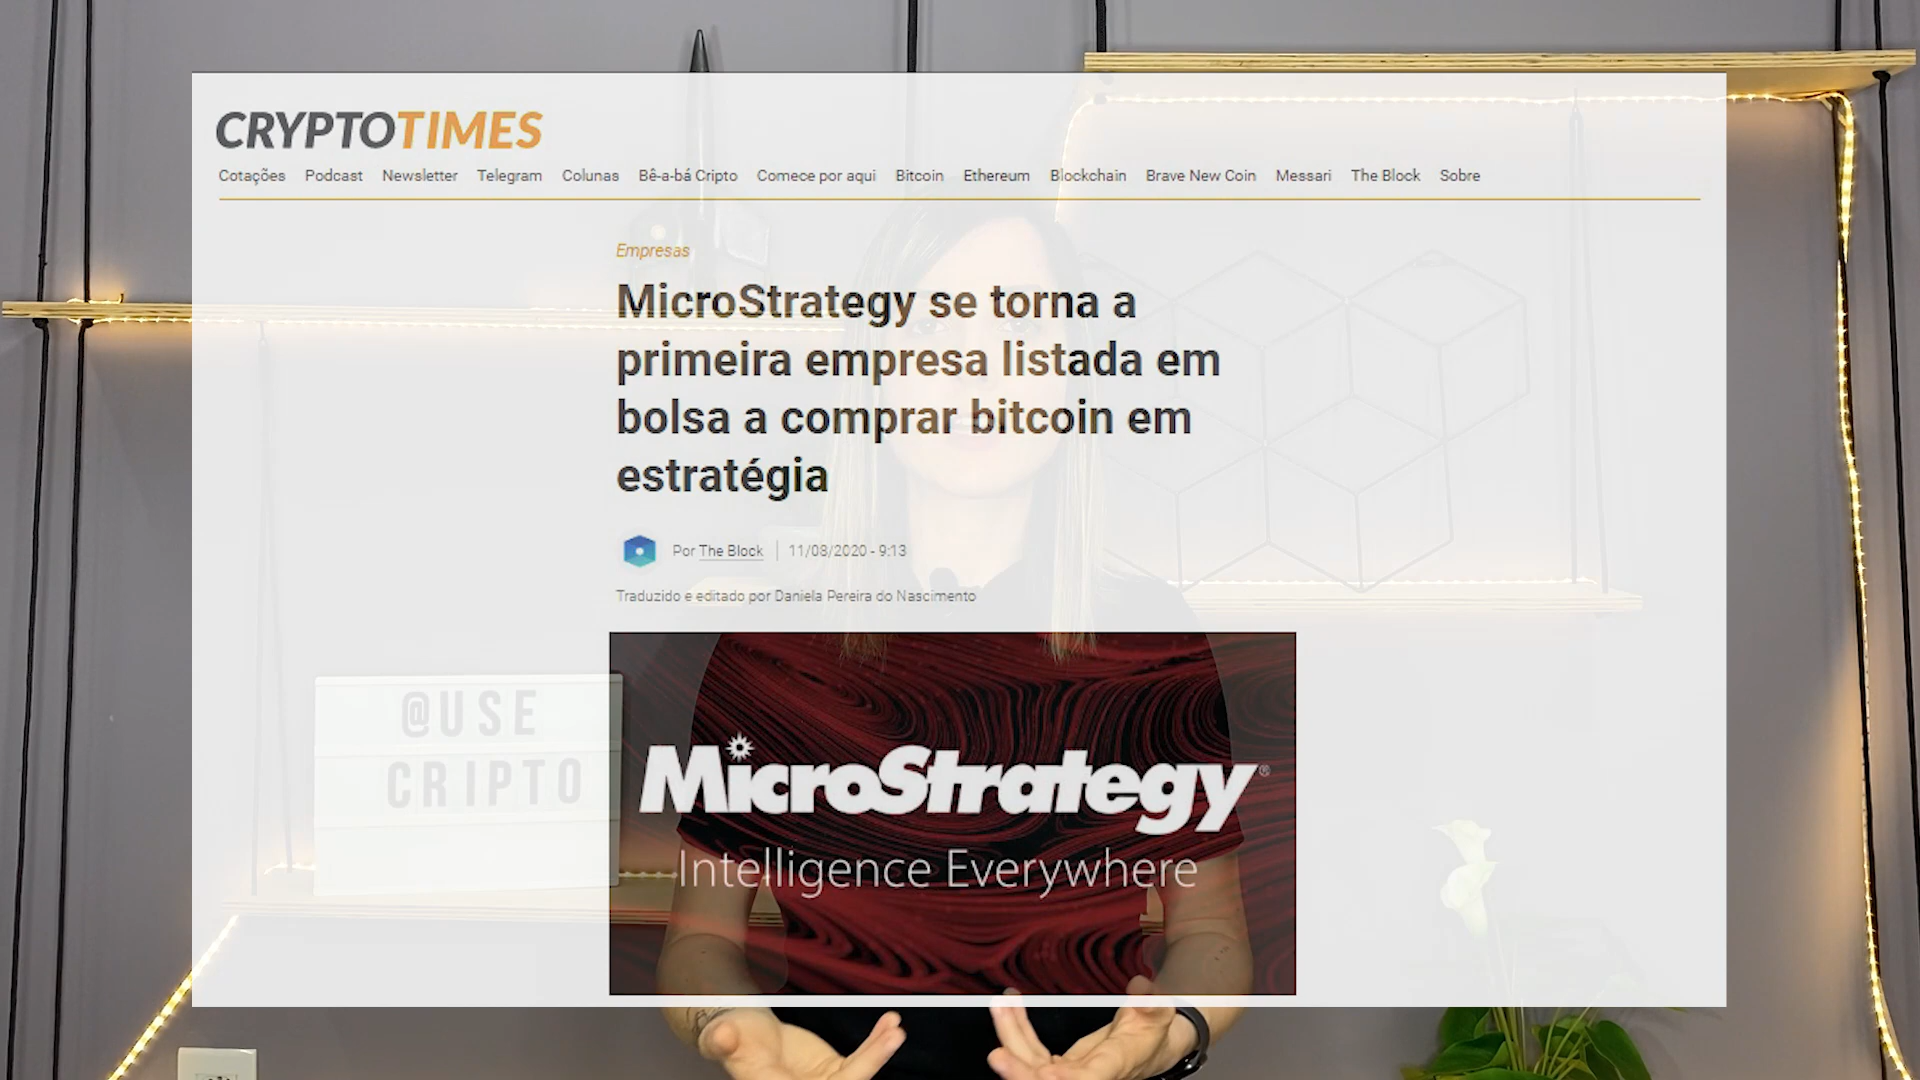 CRYPTOTIMES
Cotações Podcast Newsletter Telegram Colunas Bê-a-bá Cripto Comece por aqui Bitcoin Ethereum Blockchain Brave New Coin Messari The Block Sobre
Empresas
MicroStrategy se torna a
primeira empresa listada em
bolsa a comprar bitcoin em
estratégia
Por The Block | 11/08/2020 - 9:13
Traduzido e editado por Daniela Pereira do Nascimento
@USE
CRIPTO
MicroStrategy®
Intelligence Everywhere